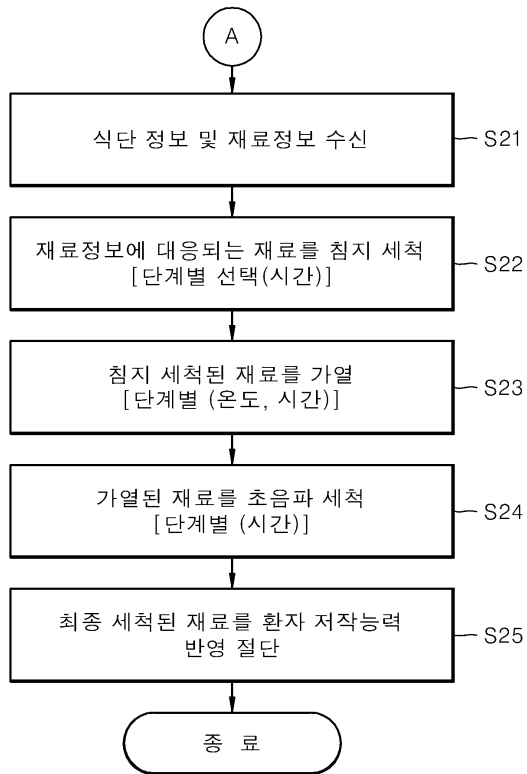 A
식단 정보 및 재료정보 수신
S21
재료정보에 대응되는 재료를 침지 세척
[단계별 선택(시간)]
S22
침지 세척된 재료를 가열
[단계별 (온도, 시간)]
S23
가열된 재료를 초음파 세척
[단계별 (시간)]
S24
최종 세척된 재료를 환자 저작능력
반영 절단
S25
종 료